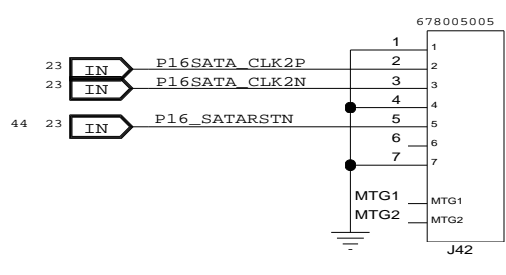 678005005
1 1
23 IN P16SATA_CLK2P 2 2
23 IN P16SATA_CLK2N 3 3
4 4
44 23 IN P16_SATARSTN 5 5
6 6
7 7
MTG1 MTG1
MTG2 MTG2
J42